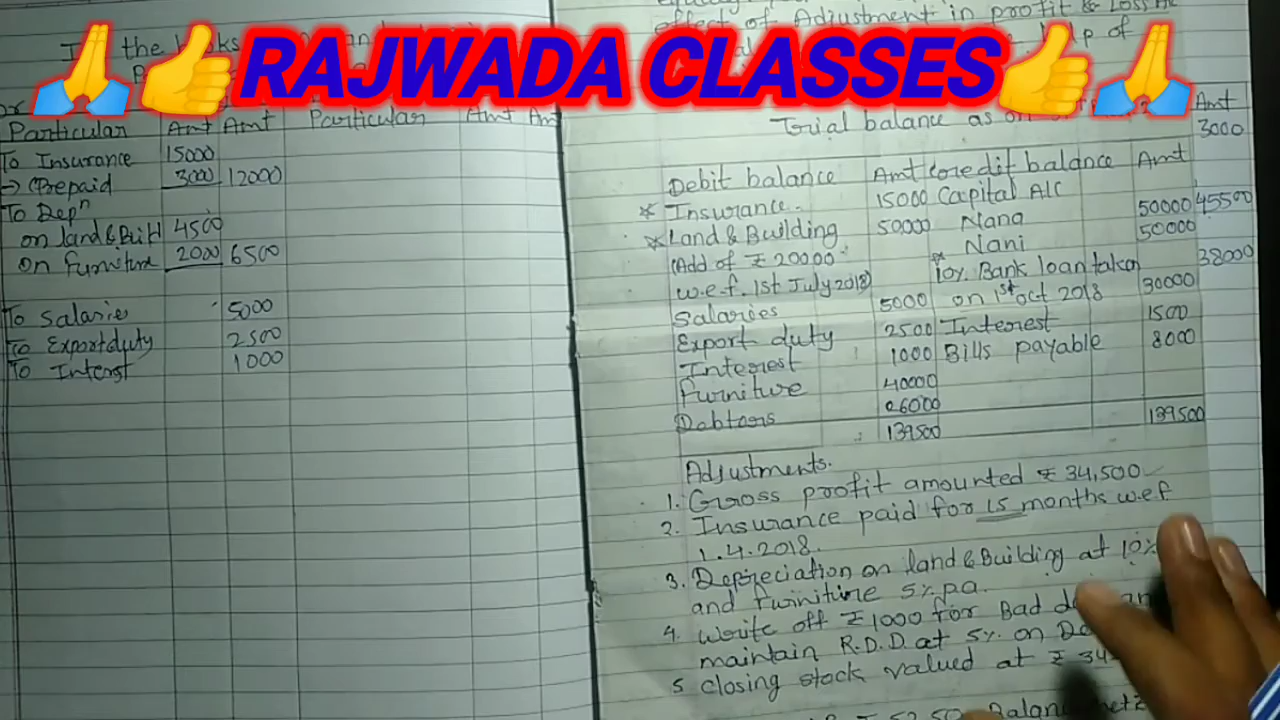 RAJWADA CLASSES
the
Particular Amt Amt Particular Amt Am
To Insurance 15000
→ (Prepaid 3000 12000
To Depn
on land & Buil 4500
on furniture 2000 6500
To Salaries 5000
To Export duty 2500
To Interst 1000
effect of Adjustment in profit & Loss A/c
of
Trial balance as on
Amt
3000
Debit balance Amt Credit balance Amt
* Insurance. 15000 Capital A/C
* Land & Building 50000 Nana 50000 45500
(Add of ₹ 20000 Nani 50000
w.e.f. 1st July 2018) 10% Bank loan taken 38000
Salaries 5000 on 1st oct 2018 30000
Export duty 2500 Interest 1500
Interest 1000 Bills payable 8000
furniture 40000
Debtors 26000
139500 139500
Adjustments.
1. Gross profit amounted ₹ 34,500
2. Insurance paid for 15 months w.e.f
1.4.2018.
3. Depreciation on land & Building at 10%
and furniture 5% pa.
4. Write off ₹ 1000 for Bad
maintain R.D.D at 5% on
5 closing stock valued at ₹